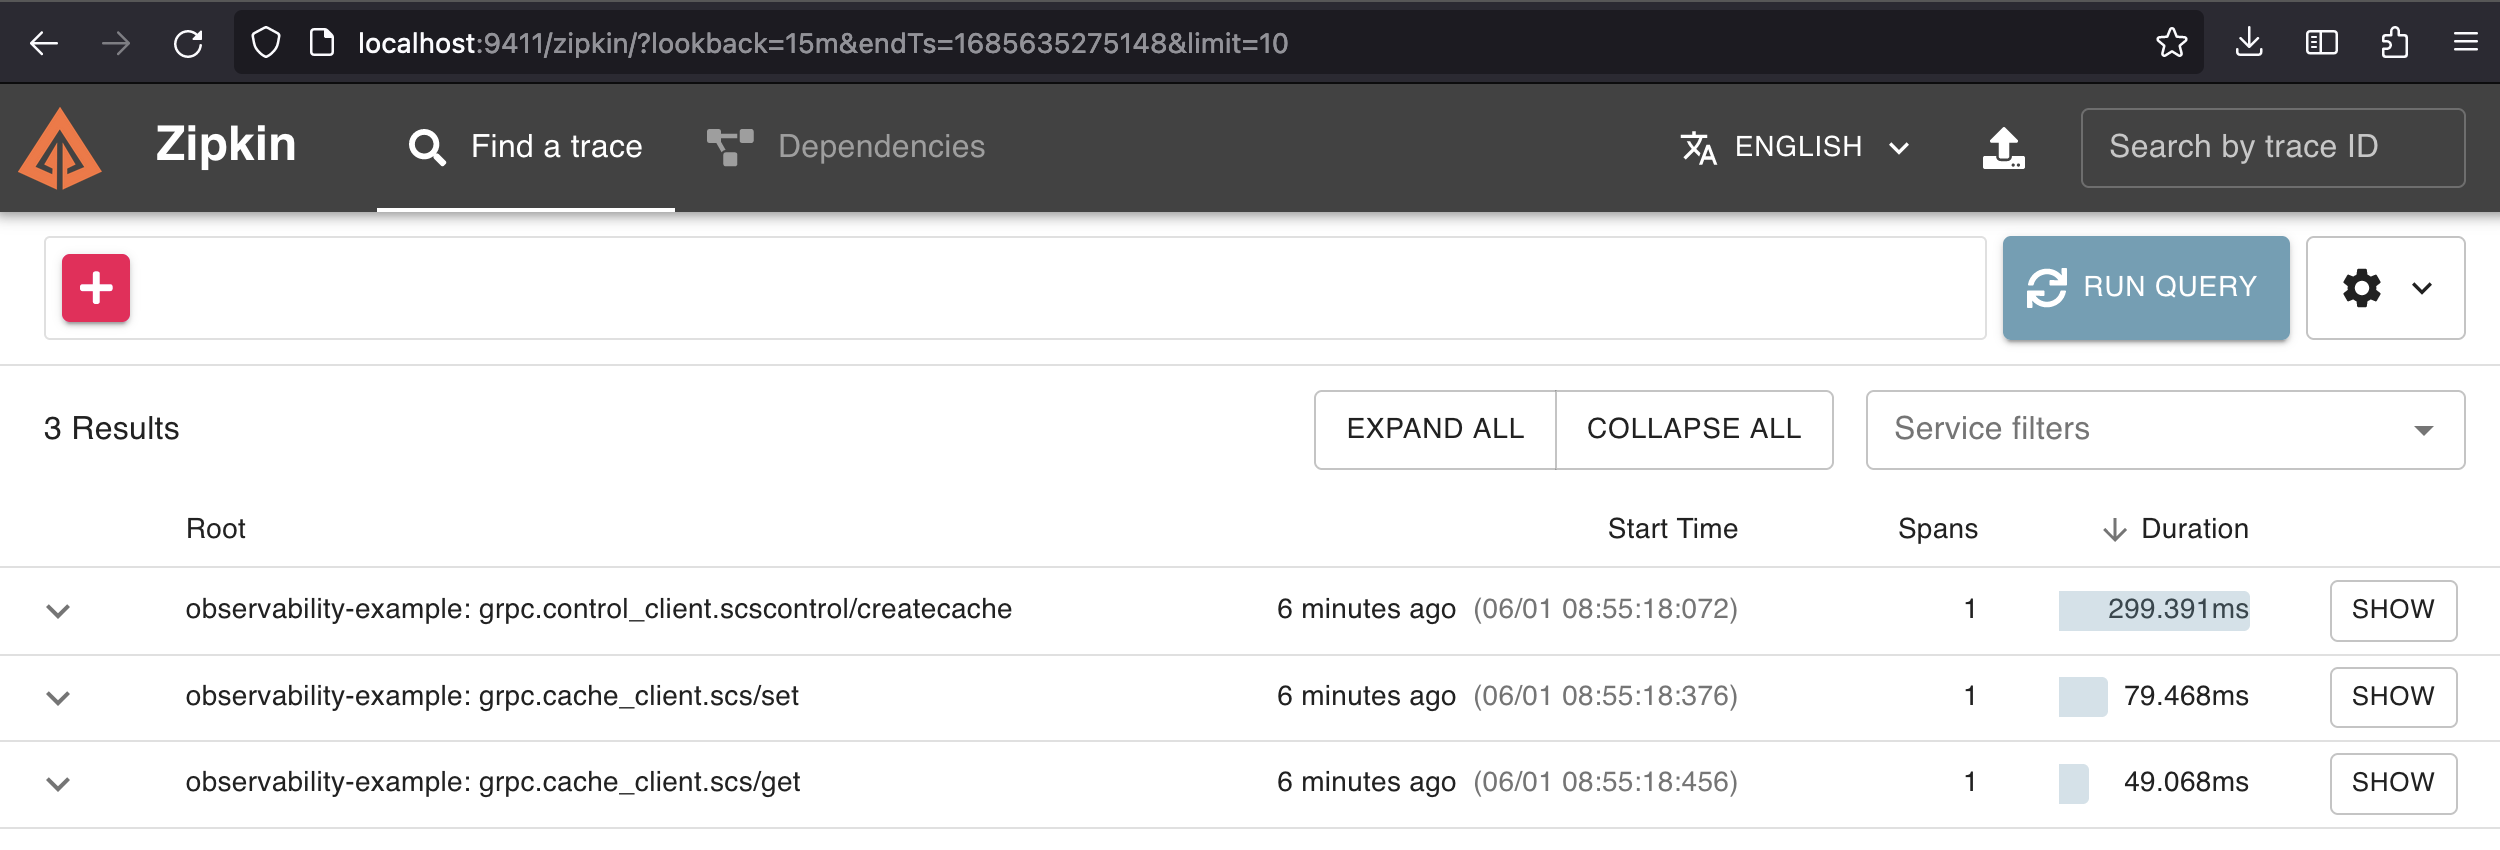 localhost:9411/zipkin/?lookback=15m&endTs=1685635275148&limit=10
Zipkin Find a trace Dependencies ENGLISH Search by trace ID
RUN QUERY
3 Results EXPAND ALL COLLAPSE ALL Service filters
Root Start Time Spans Duration
observability-example: grpc.control_client.scscontrol/createcache 6 minutes ago (06/01 08:55:18:072) 1 299.391ms SHOW
observability-example: grpc.cache_client.scs/set 6 minutes ago (06/01 08:55:18:376) 1 79.468ms SHOW
observability-example: grpc.cache_client.scs/get 6 minutes ago (06/01 08:55:18:456) 1 49.068ms SHOW